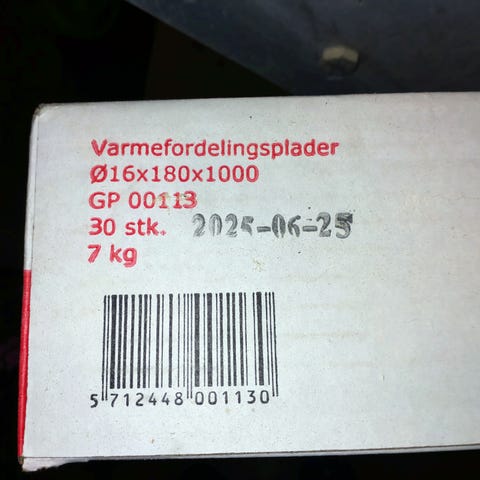 Varmefordelingsplader
Ø16x180x1000
GP 00113
30 stk. 2025-06-25
7 kg
5 712448 001130